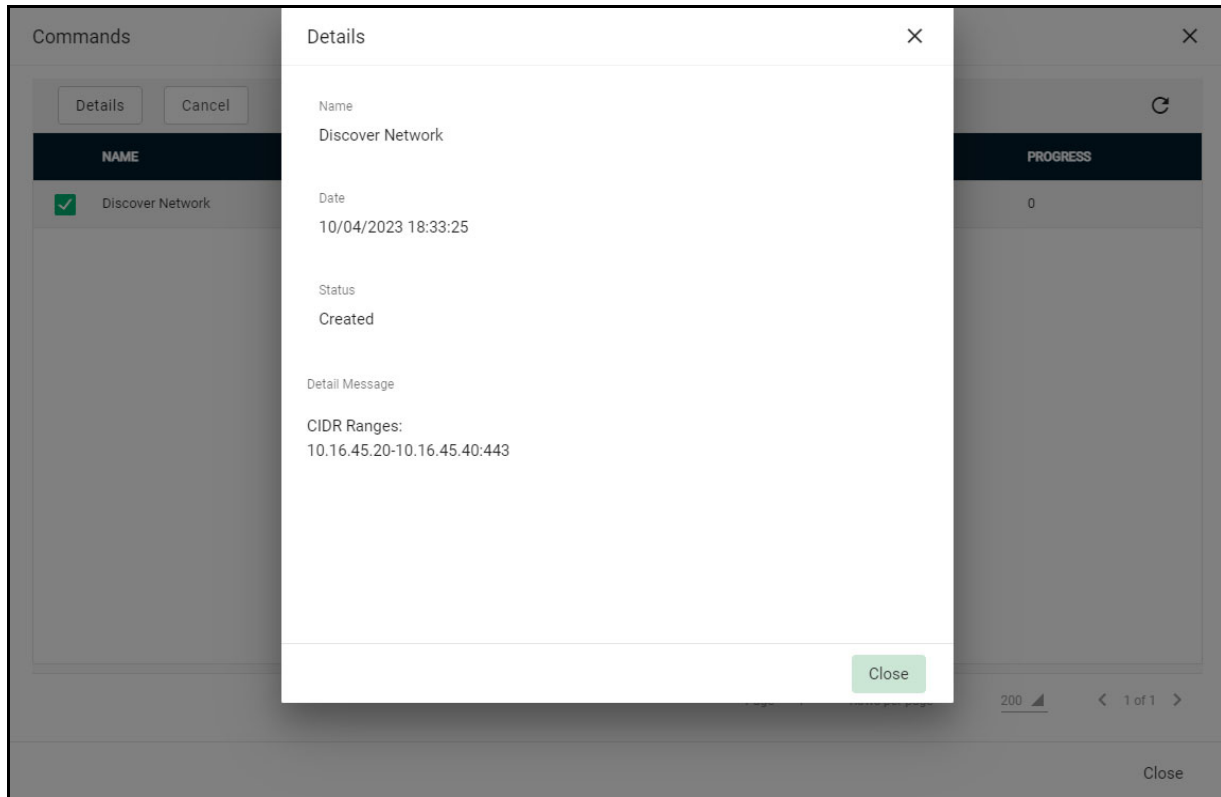 Commands
Details
Details
Cancel
NAME
PROGRESS
Discover Network
0
Name
Discover Network
Date
10/04/2023 18:33:25
Status
Created
Detail Message
CIDR Ranges:
10.16.45.20-10.16.45.40:443
Close
200
1 of 1
Close